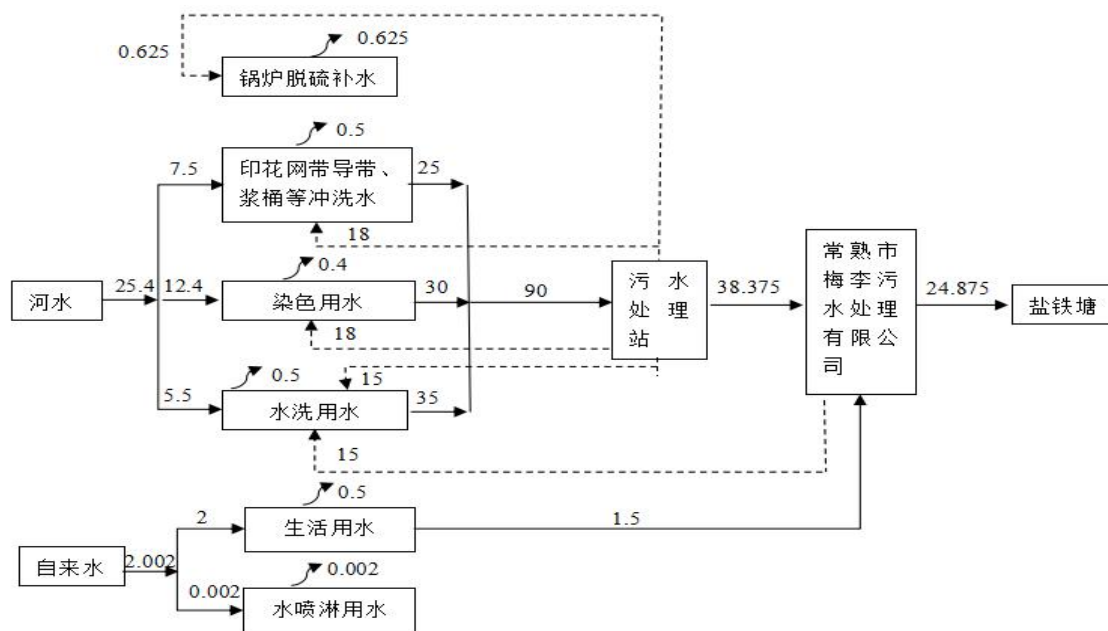 0.625
0.625
锅炉脱硫补水
0.5
7.5
印花网带导带、
浆桶等冲洗水
25
18
河水
25.4
12.4
0.4
染色用水
30
18
90
污水
处理
站
38.375
常熟市
梅李污
水处理
有限公
司
24.875
盐铁塘
5.5
0.5
水洗用水
15
35
15
自来水
2.002
2
0.5
生活用水
1.5
0.002
0.002
水喷淋用水